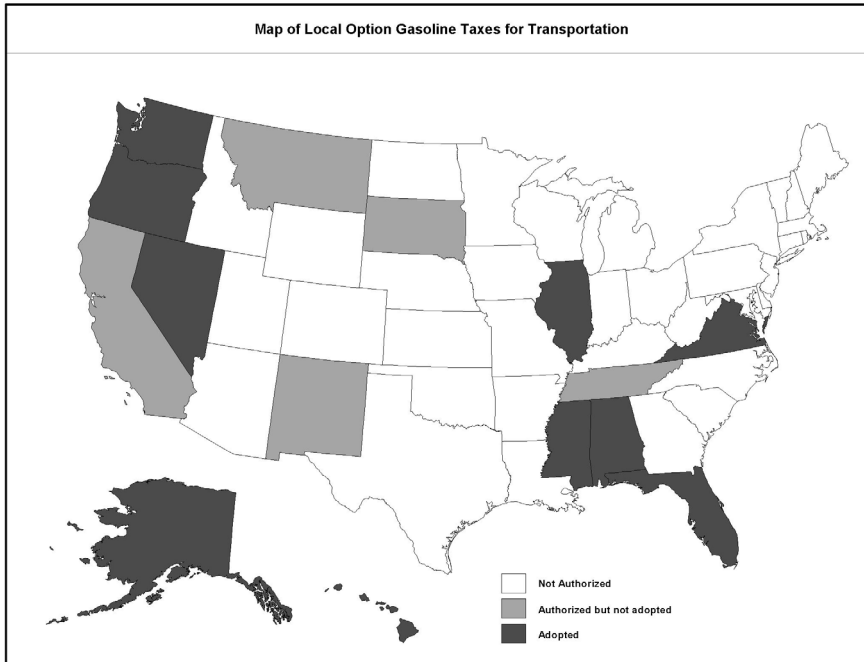 Map of Local Option Gasoline Taxes for Transportation
Not Authorized
Authorized but not adopted
Adopted